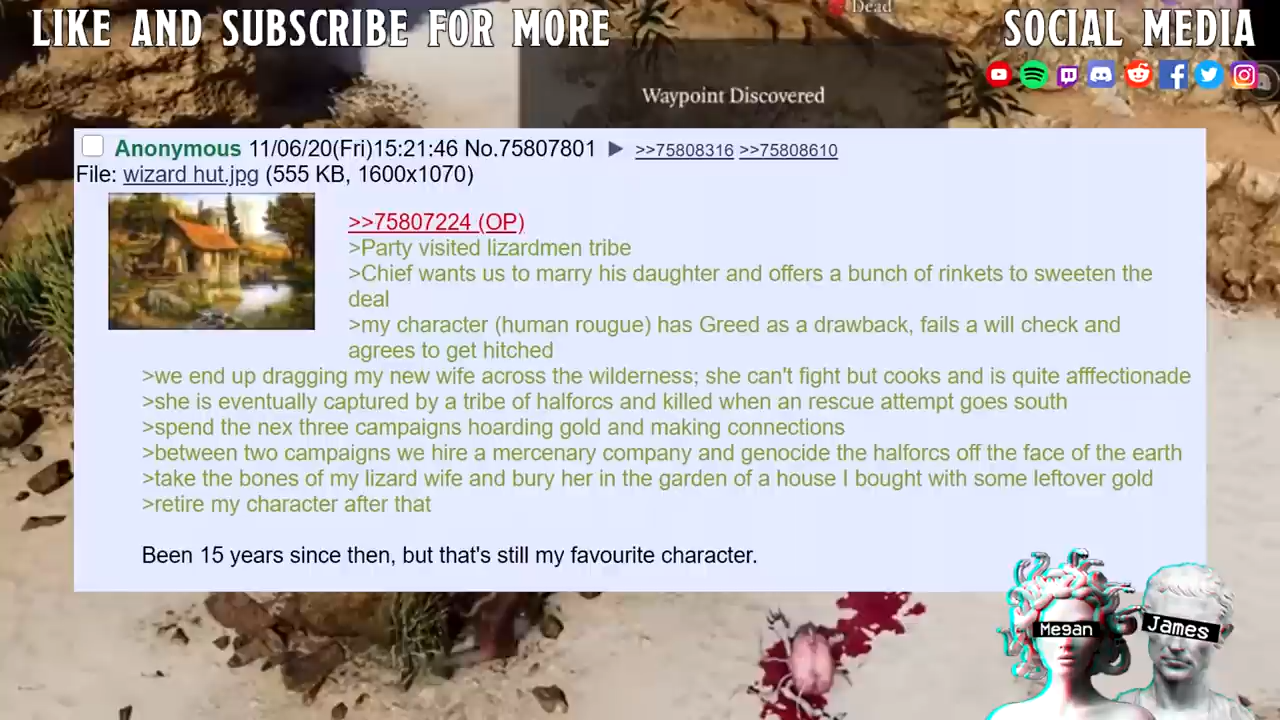 LIKE AND SUBSCRIBE FOR MORE
Dead
SOCIAL MEDIA
Waypoint Discovered
Anonymous 11/06/20(Fri)15:21:46 No.75807801 ▶ >>75808316 >>75808610
File: wizard hut.jpg (555 KB, 1600x1070)
>>75807224 (OP)
>Party visited lizardmen tribe
>Chief wants us to marry his daughter and offers a bunch of rinkets to sweeten the
deal
>my character (human rougue) has Greed as a drawback, fails a will check and
agrees to get hitched
>we end up dragging my new wife across the wilderness; she can't fight but cooks and is quite afffectionade
>she is eventually captured by a tribe of halforcs and killed when an rescue attempt goes south
>spend the nex three campaigns hoarding gold and making connections
>between two campaigns we hire a mercenary company and genocide the halforcs off the face of the earth
>take the bones of my lizard wife and bury her in the garden of a house I bought with some leftover gold
>retire my character after that
Been 15 years since then, but that's still my favourite character.
Megan
James